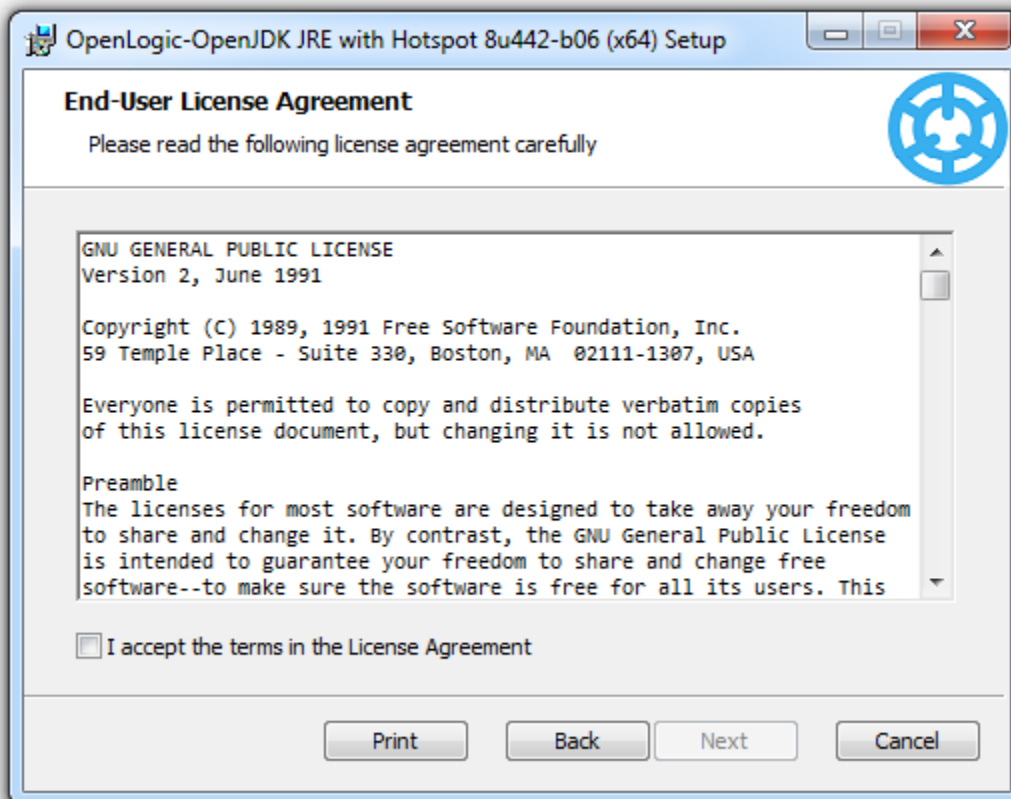 OpenLogic-OpenJDK JRE with Hotspot 8u442-b06 (x64) Setup
End-User License Agreement
Please read the following license agreement carefully
GNU GENERAL PUBLIC LICENSE
Version 2, June 1991
Copyright (C) 1989, 1991 Free Software Foundation, Inc.
59 Temple Place - Suite 330, Boston, MA  02111-1307, USA
Everyone is permitted to copy and distribute verbatim copies
of this license document, but changing it is not allowed.
Preamble
The licenses for most software are designed to take away your freedom
to share and change it. By contrast, the GNU General Public License
is intended to guarantee your freedom to share and change free
software--to make sure the software is free for all its users. This
I accept the terms in the License Agreement
Print
Back
Next
Cancel